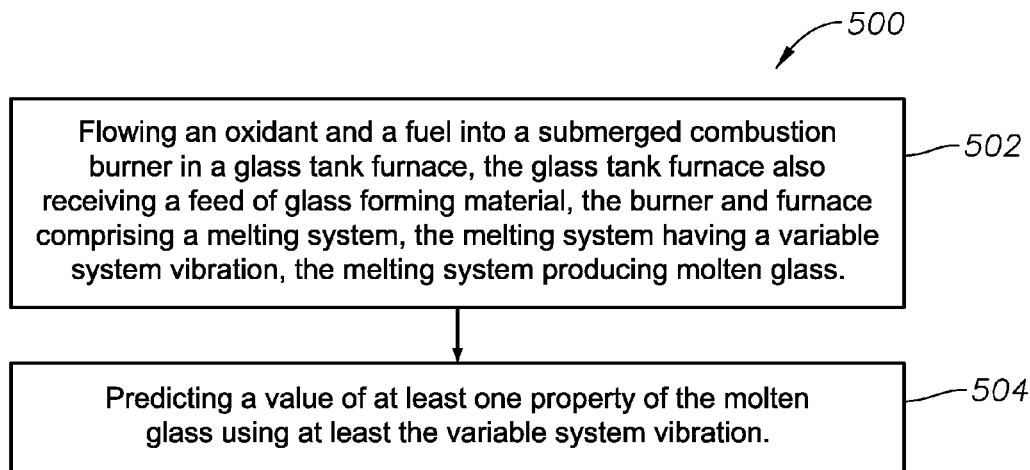 500
Flowing an oxidant and a fuel into a submerged combustion
burner in a glass tank furnace, the glass tank furnace also
receiving a feed of glass forming material, the burner and furnace
comprising a melting system, the melting system having a variable
system vibration, the melting system producing molten glass.
502
Predicting a value of at least one property of the molten
glass using at least the variable system vibration.
504